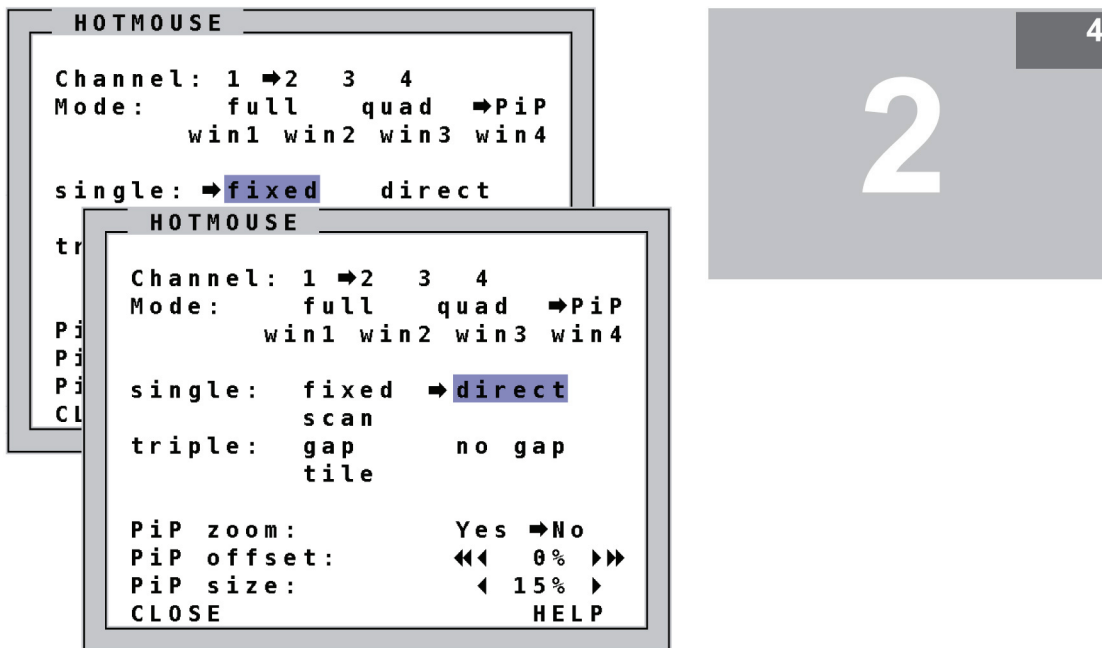 HOTMOUSE
Channel: 1 ➡2 3 4
Mode: full quad ➡PiP
win1 win2 win3 win4
single: ➡fixed direct
tr
Pi
Pi
Pi
CL
HOTMOUSE
Channel: 1 ➡2 3 4
Mode: full quad ➡PiP
win1 win2 win3 win4
single: fixed ➡direct
scan
triple: gap no gap
tile
PiP zoom: Yes ➡No
PiP offset: 0%
PiP size: 15%
CLOSE HELP
4
2